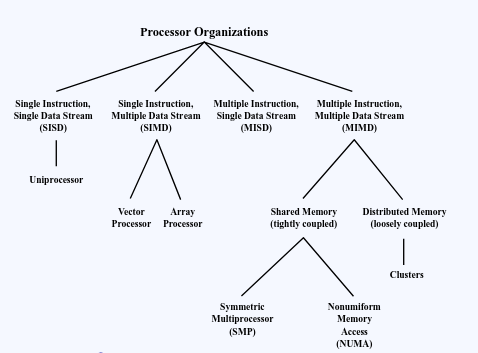 Processor Organizations
Single Instruction,
Single Data Stream
(SISD)
Single Instruction,
Multiple Data Stream
(SIMD)
Multiple Instruction,
Single Data Stream
(MISD)
Multiple Instruction,
Multiple Data Stream
(MIMD)
Uniprocessor
Vector
Processor
Array
Processor
Shared Memory
(tightly coupled)
Distributed Memory
(loosely coupled)
Clusters
Symmetric
Multiprocessor
(SMP)
Nonumiform
Memory
Access
(NUMA)